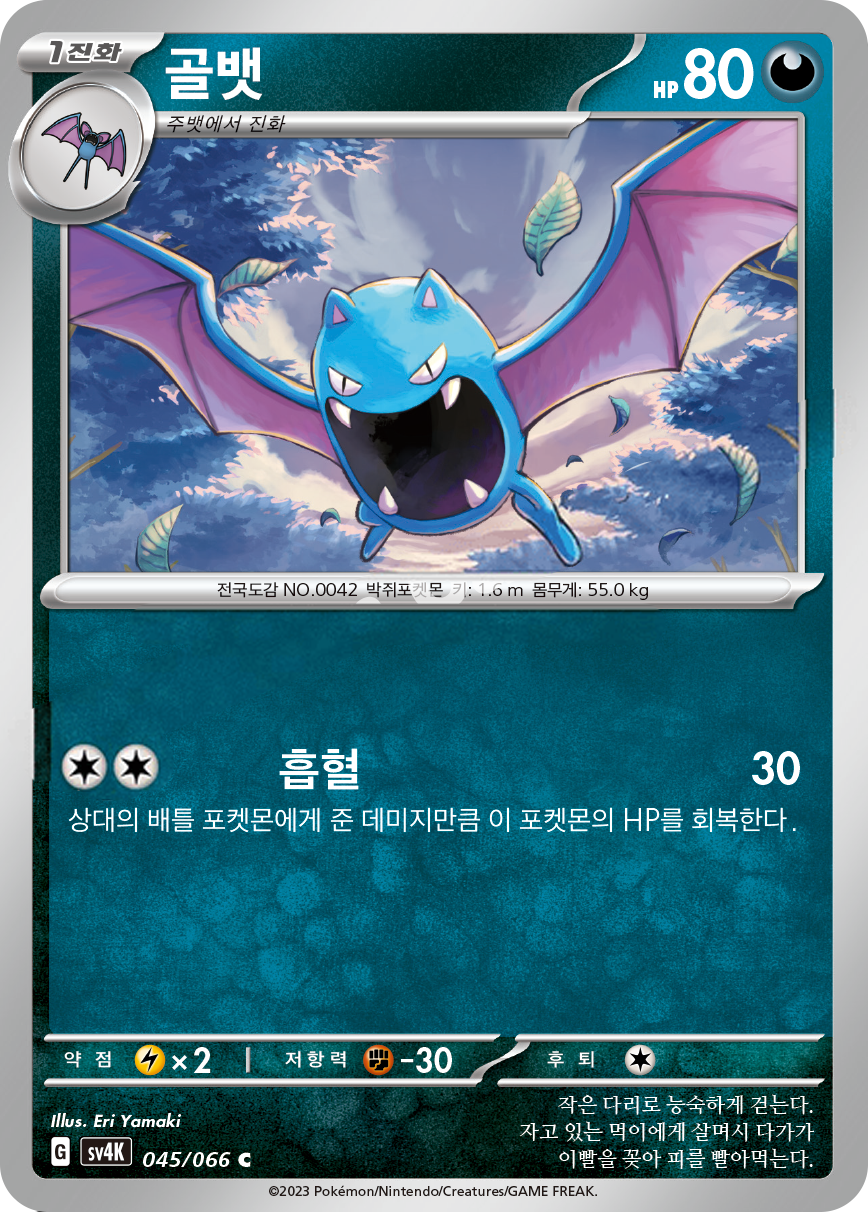 1진화
골뱃
HP 80
주뱃에서 진화
전국도감 NO.0042 박쥐포켓몬 키: 1.6 m 몸무게: 55.0 kg
흡혈 30
상대의 배틀 포켓몬에게 준 데미지만큼 이 포켓몬의 HP를 회복한다.
약점 ×2 저항력 -30 후퇴
Illus. Eri Yamaki
작은 다리로 능숙하게 걷는다.
자고 있는 먹이에게 살며시 다가가
이빨을 꽂아 피를 빨아먹는다.
G SV4K 045/066 C
©2023 Pokémon/Nintendo/Creatures/GAME FREAK.